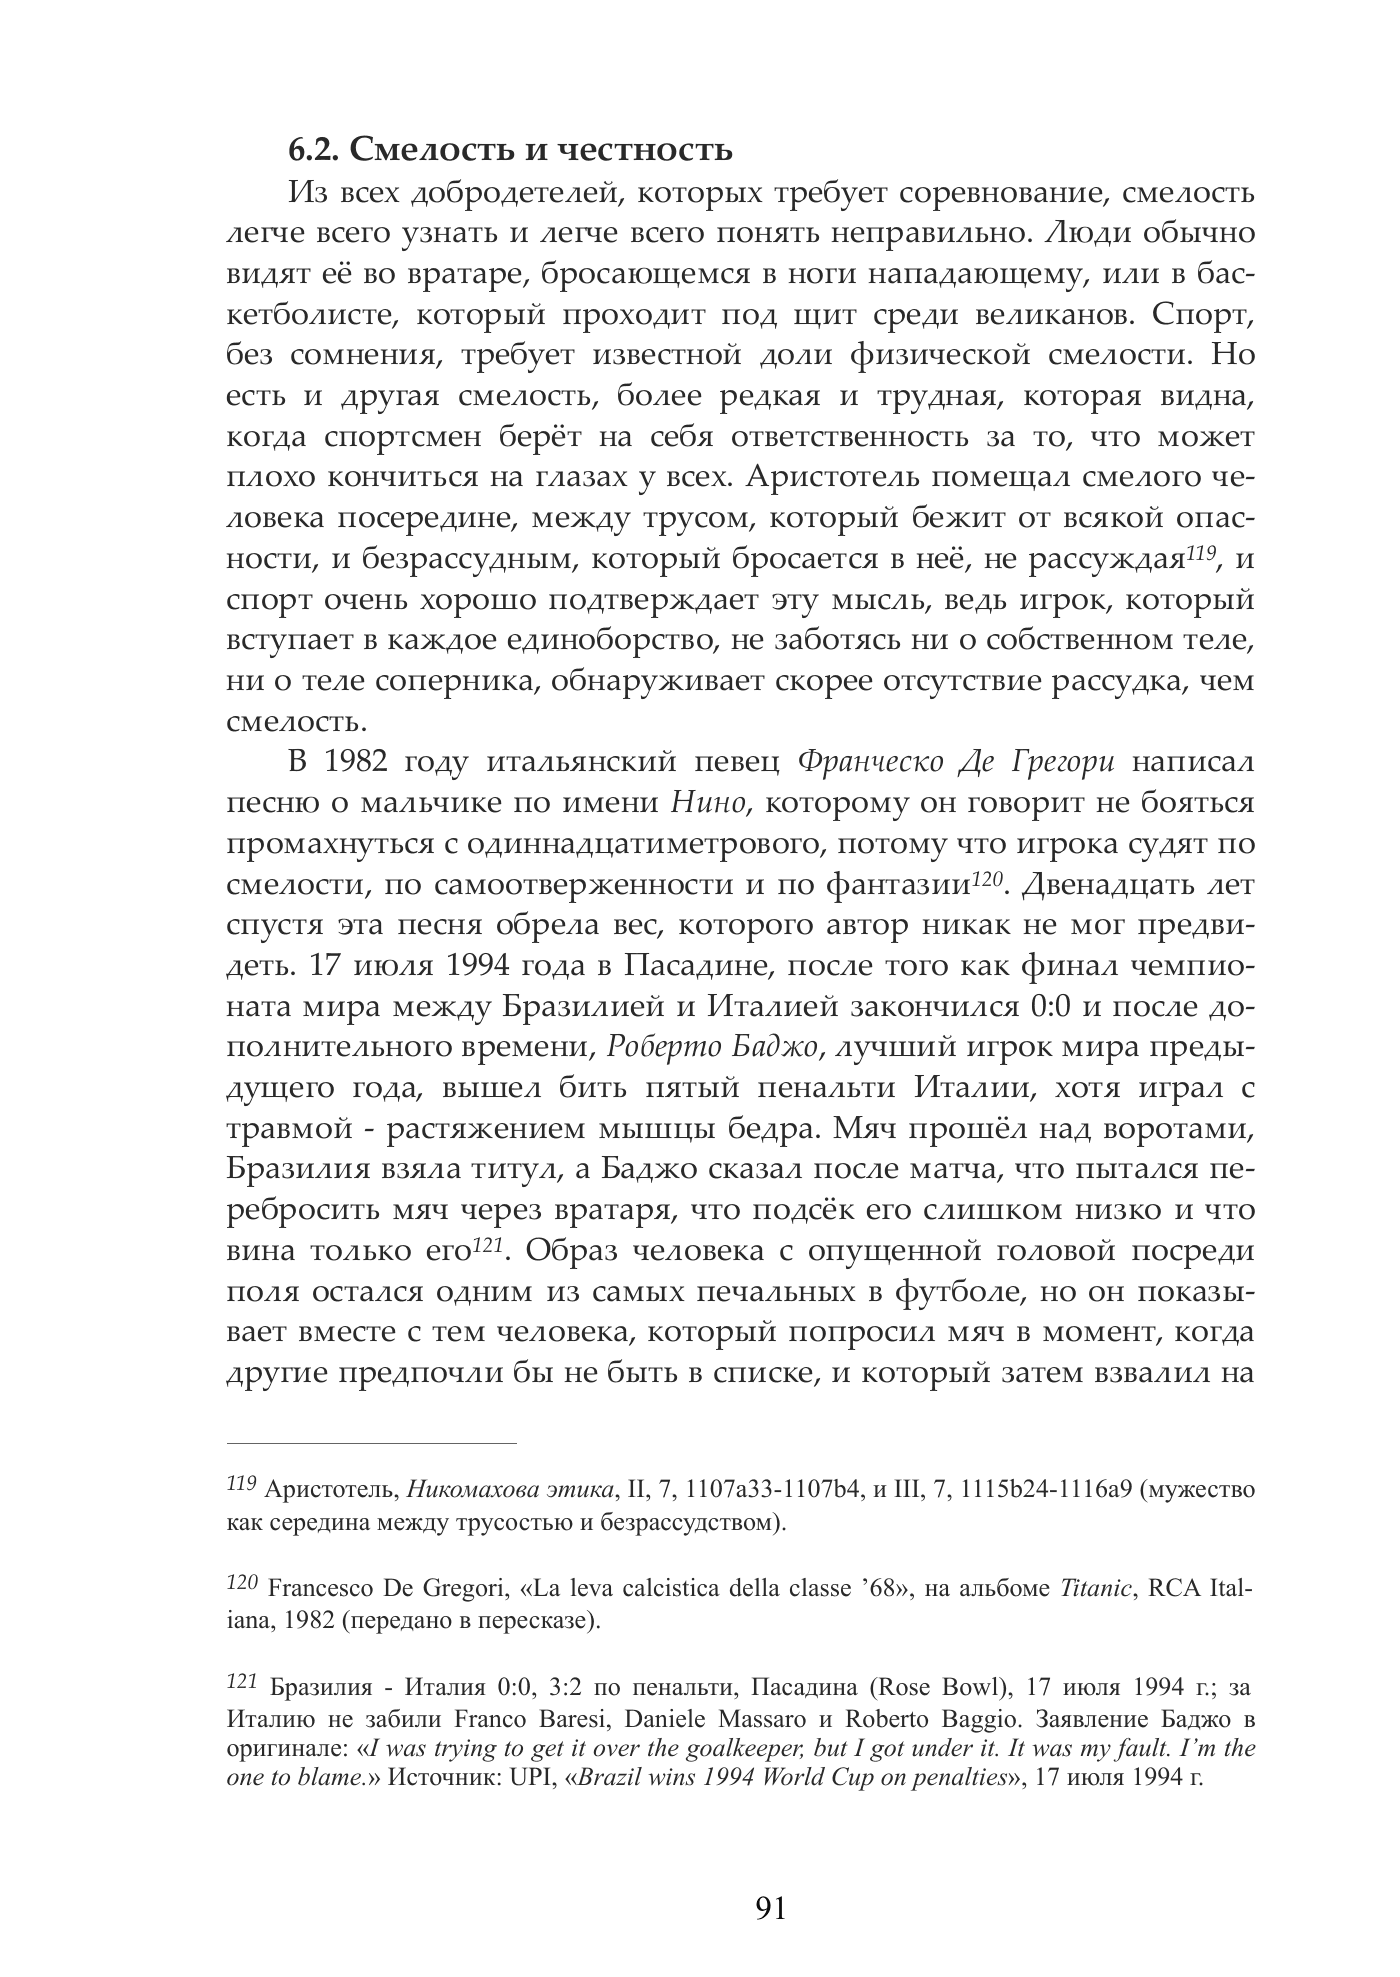 6.2. Смелость и честность
Из всех добродетелей, которых требует соревнование, смелость
легче всего узнать и легче всего понять неправильно. Люди обычно
видят её во вратаре, бросающемся в ноги нападающему, или в бас-
кетболисте, который проходит под щит среди великанов. Спорт,
без сомнения, требует известной доли физической смелости. Но
есть и другая смелость, более редкая и трудная, которая видна,
когда спортсмен берёт на себя ответственность за то, что может
плохо кончиться на глазах у всех. Аристотель помещал смелого че-
ловека посередине, между трусом, который бежит от всякой опас-
ности, и безрассудным, который бросается в неё, не рассуждая119, и
спорт очень хорошо подтверждает эту мысль, ведь игрок, который
вступает в каждое единоборство, не заботясь ни о собственном теле,
ни о теле соперника, обнаруживает скорее отсутствие рассудка, чем
смелость.
В 1982 году итальянский певец Франческо Де Грегори написал
песню о мальчике по имени Нино, которому он говорит не бояться
промахнуться с одиннадцатиметрового, потому что игрока судят по
смелости, по самоотверженности и по фантазии120. Двенадцать лет
спустя эта песня обрела вес, которого автор никак не мог предви-
деть. 17 июля 1994 года в Пасадине, после того как финал чемпио-
ната мира между Бразилией и Италией закончился 0:0 и после до-
полнительного времени, Роберто Баджо, лучший игрок мира преды-
дущего года, вышел бить пятый пенальти Италии, хотя играл с
травмой - растяжением мышцы бедра. Мяч прошёл над воротами,
Бразилия взяла титул, а Баджо сказал после матча, что пытался пе-
ребросить мяч через вратаря, что подсёк его слишком низко и что
вина только его121. Образ человека с опущенной головой посреди
поля остался одним из самых печальных в футболе, но он показы-
вает вместе с тем человека, который попросил мяч в момент, когда
другие предпочли бы не быть в списке, и который затем взвалил на
119 Аристотель, Никомахова этика, II, 7, 1107a33-1107b4, и III, 7, 1115b24-1116a9 (мужество
как середина между трусостью и безрассудством).
120 Francesco De Gregori, «La leva calcistica della classe ’68», на альбоме Titanic, RCA Ital-
iana, 1982 (передано в пересказе).
121 Бразилия - Италия 0:0, 3:2 по пенальти, Пасадина (Rose Bowl), 17 июля 1994 г.; за
Италию не забили Franco Baresi, Daniele Massaro и Roberto Baggio. Заявление Баджо в
оригинале: «I was trying to get it over the goalkeeper, but I got under it. It was my fault. I’m the
one to blame.» Источник: UPI, «Brazil wins 1994 World Cup on penalties», 17 июля 1994 г.
91